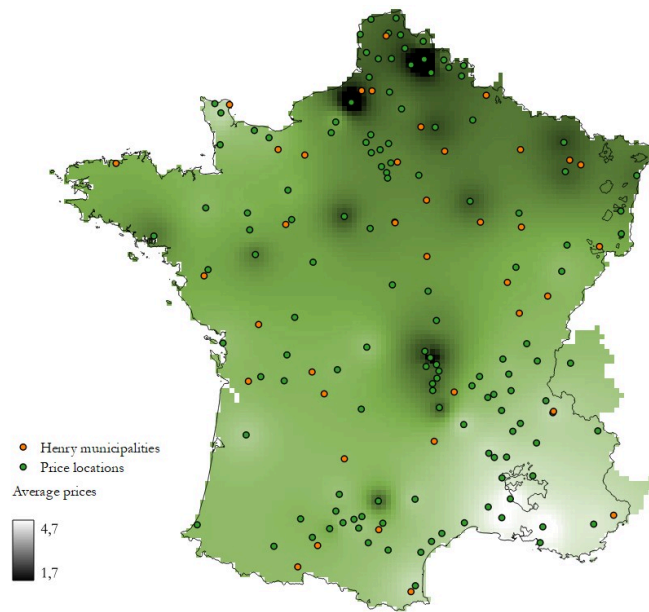 Henry municipalities
Price locations
Average prices
4,7
1,7